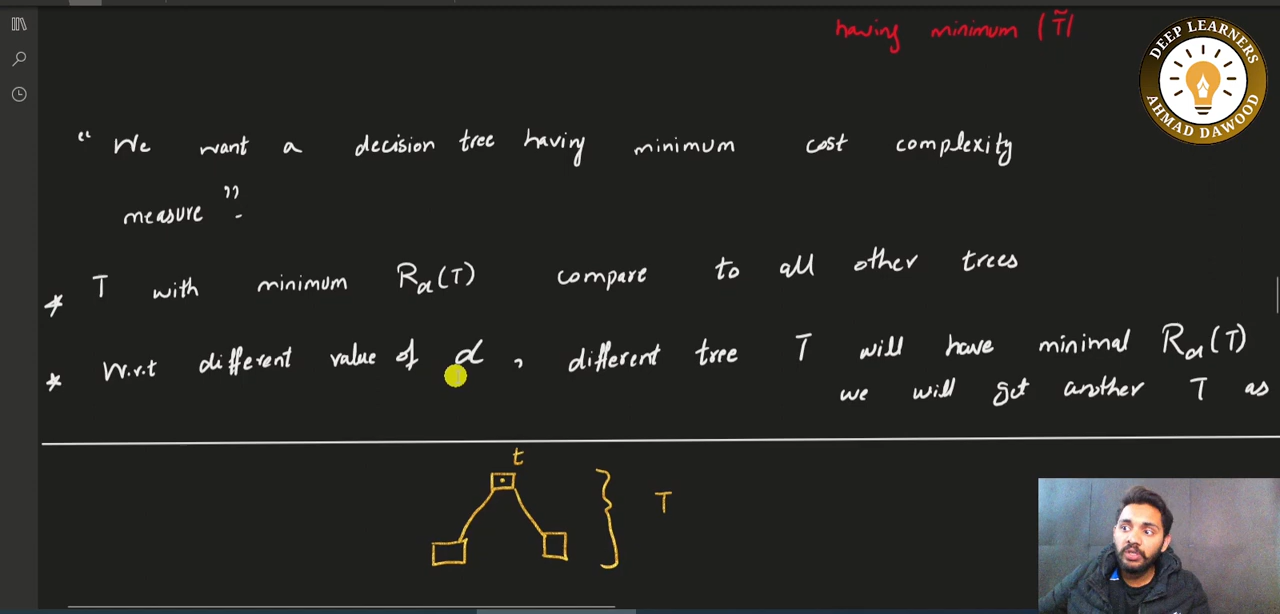 having minimum |T̃|
DEEP LEARNERS
AHMAD DAWOOD
“ We want a decision tree having minimum cost complexity
measure ”.
* T with minimum Rα(T) compare to all other trees
* W.r.t different value of α , different tree T will have minimal Rα(T)
we will get another T as
t
T